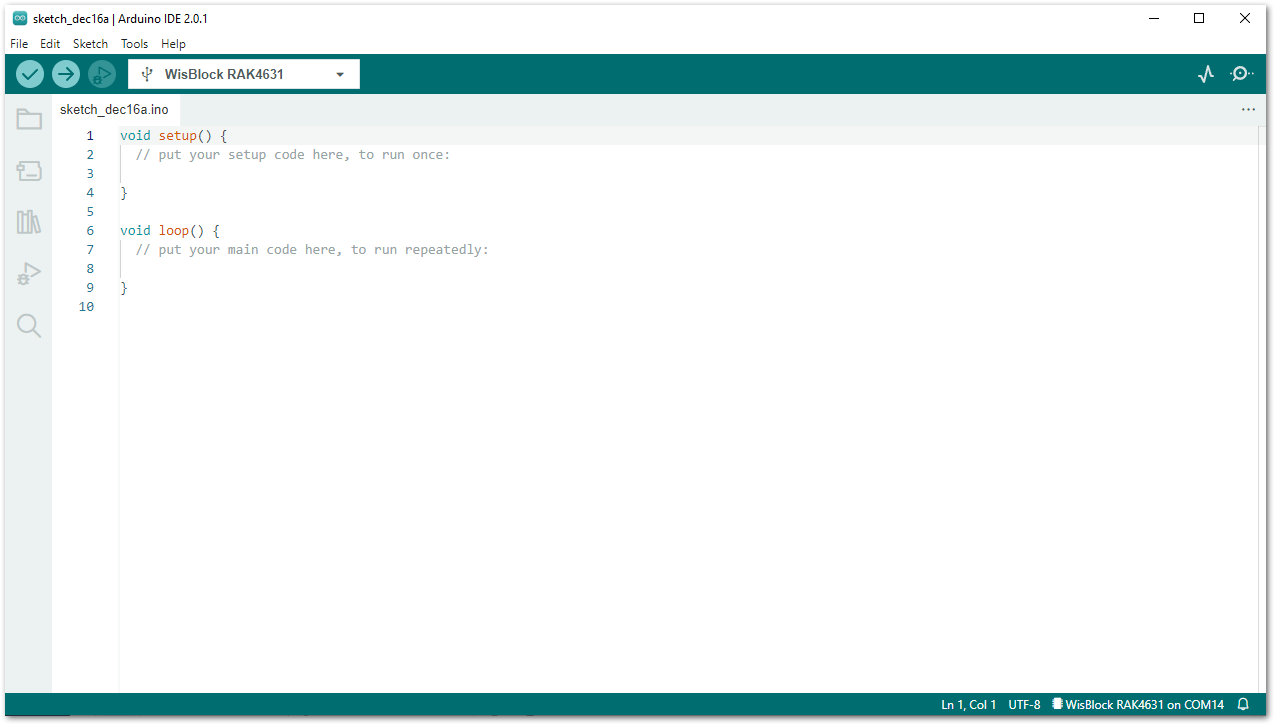 sketch_dec16a | Arduino IDE 2.0.1
File Edit Sketch Tools Help
WisBlock RAK4631
sketch_dec16a.ino
1 void setup() {
2 // put your setup code here, to run once:
3
4 }
5
6 void loop() {
7 // put your main code here, to run repeatedly:
8
9 }
10
Ln 1, Col 1 UTF-8 WisBlock RAK4631 on COM14